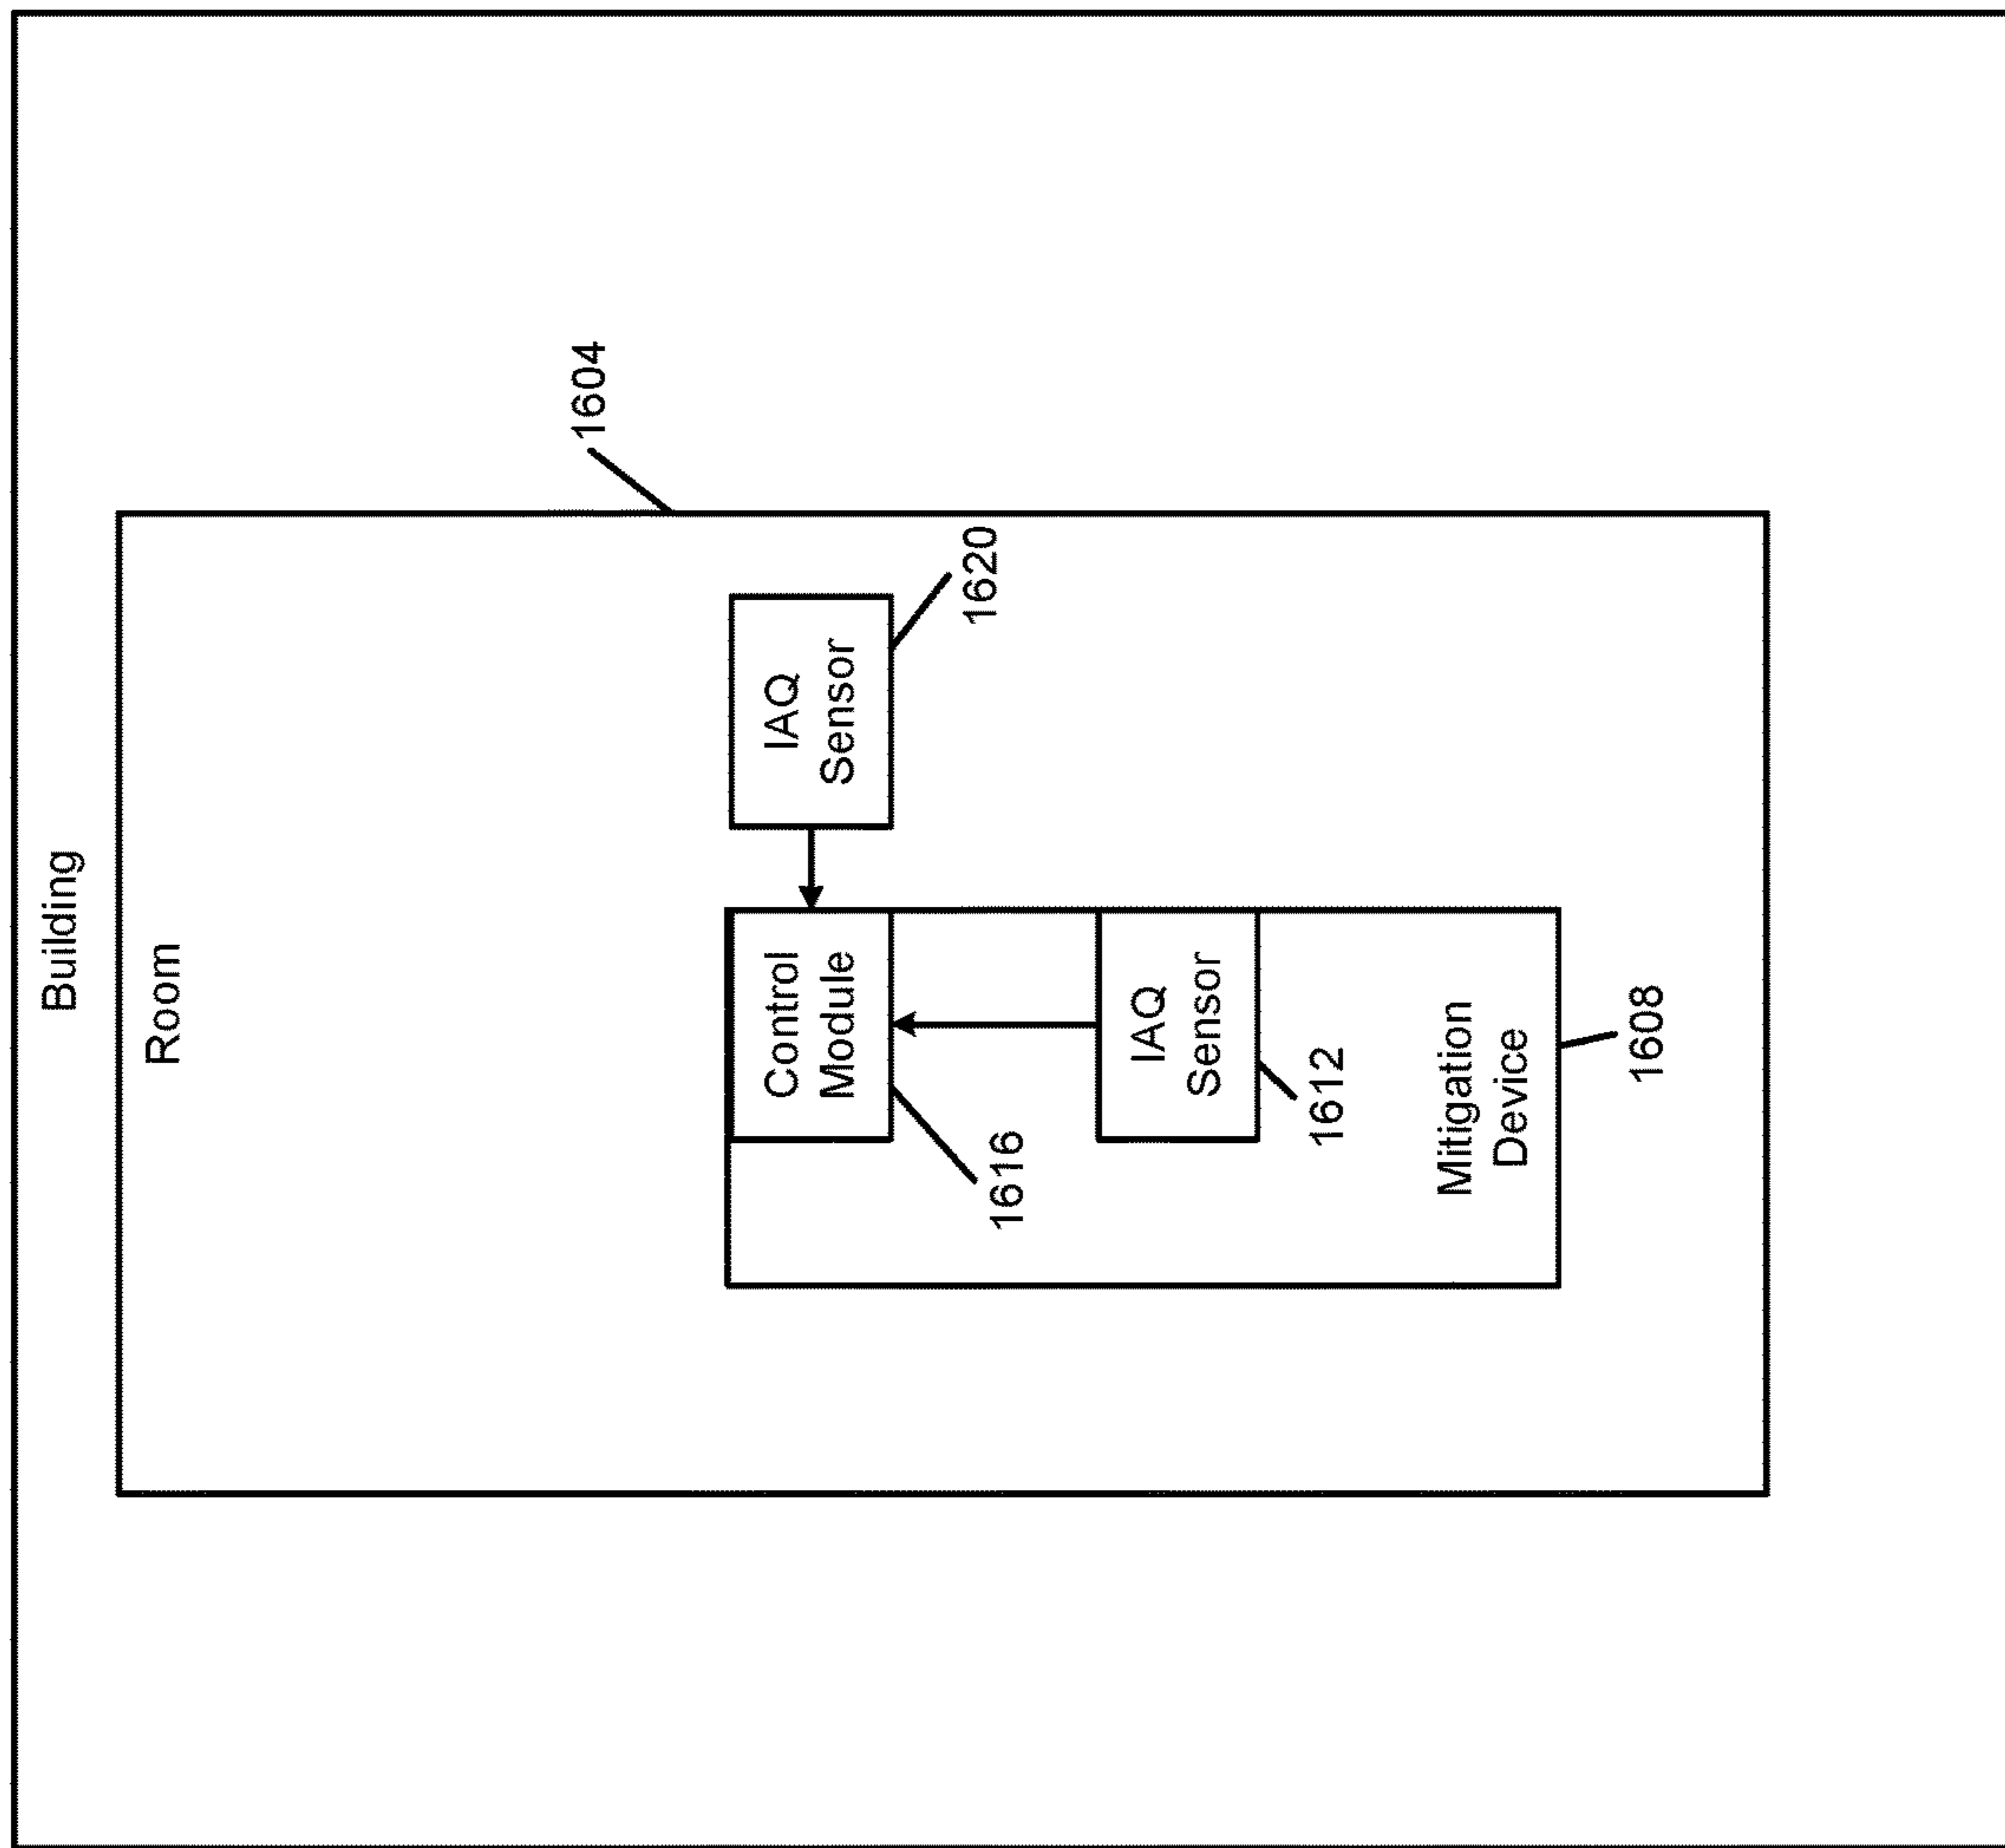 Building
Room
1604
Control
Module
IAQ
Sensor
1616
1620
IAQ
Sensor
1612
Mitigation
Device
1608